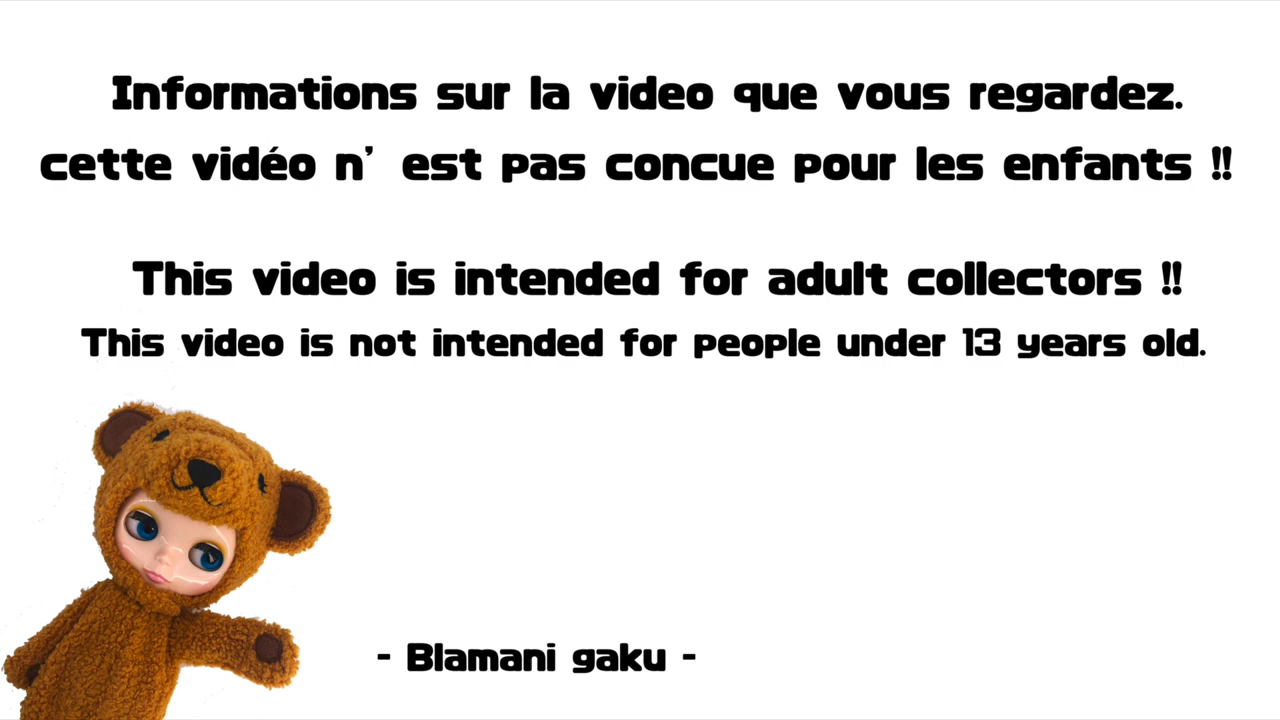 Informations sur la video que vous regardez.
cette vidéo n' est pas concue pour les enfants !!
This video is intended for adult collectors !!
This video is not intended for people under 13 years old.
- Blamani gaku -